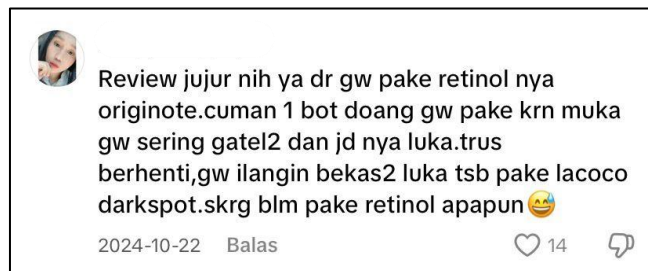 Review jujur nih ya dr gw pake retinol nya
originote.cuman 1 bot doang gw pake krn muka
gw sering gatel2 dan jd nya luka.trus
berhenti,gw ilangin bekas2 luka tsb pake lacoco
darkspot.skrg blm pake retinol apapun😅
2024-10-22 Balas 14